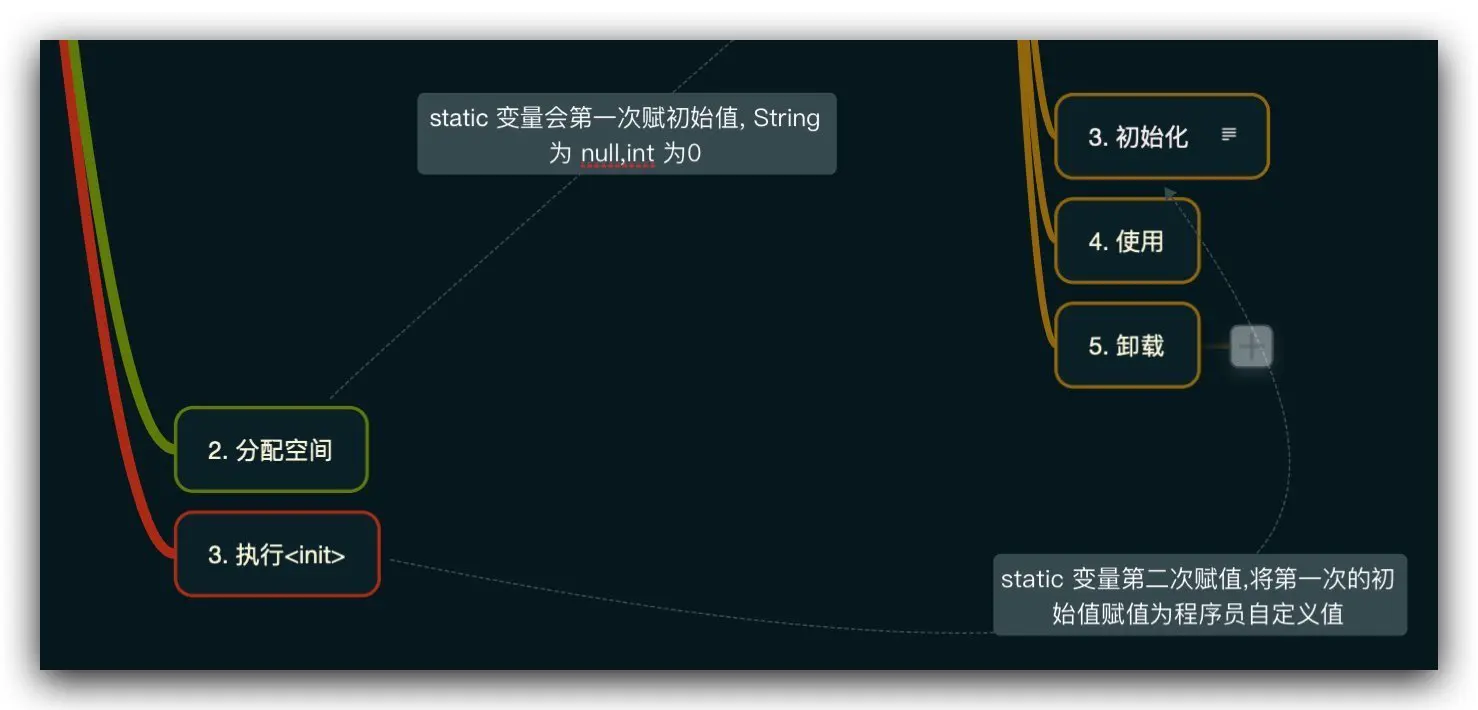 static 变量会第一次赋初始值, String
为 null,int 为0
3. 初始化
4. 使用
5. 卸载
2. 分配空间
3. 执行<init>
static 变量第二次赋值,将第一次的初
始值赋值为程序员自定义值